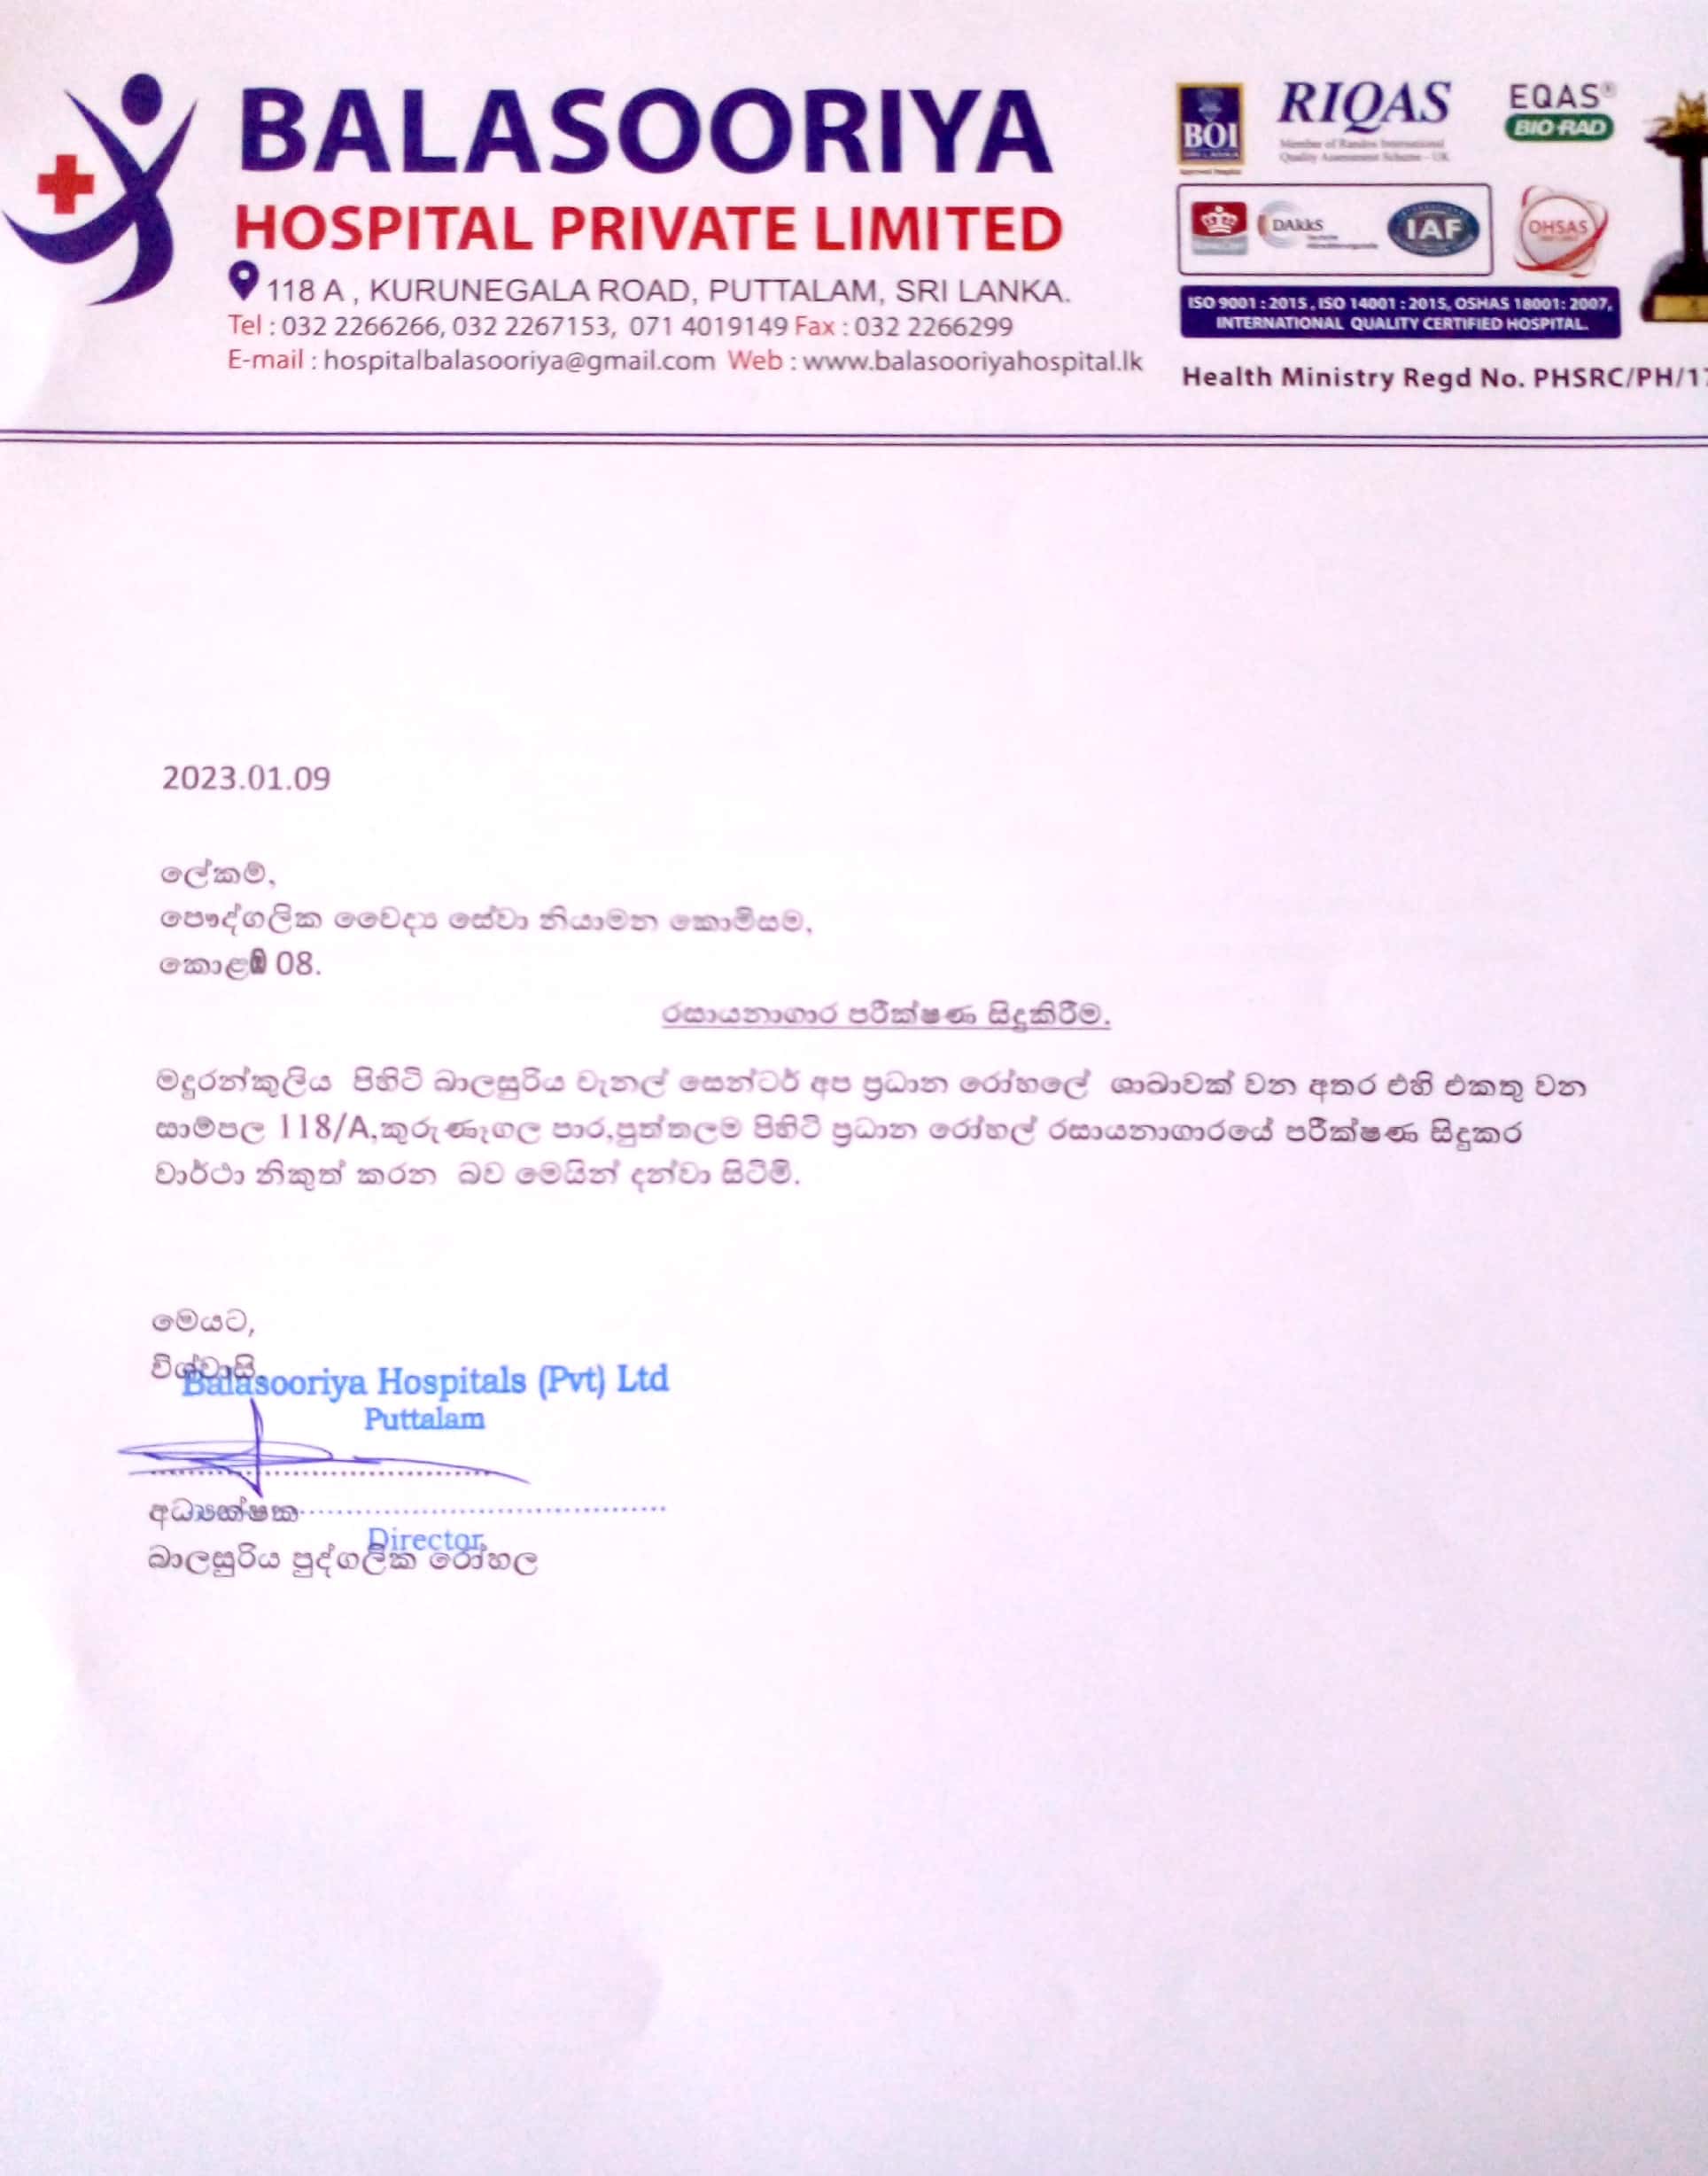 BALASOORIYA
HOSPITAL PRIVATE LIMITED
118 A , KURUNEGALA ROAD, PUTTALAM, SRI LANKA.
Tel : 032 2266266, 032 2267153, 071 4019149 Fax : 032 2266299
E-mail : hospitalbalasooriya@gmail.com Web : www.balasooriyahospital.lk
BOI
RIQAS
Member of Randox International
Quality Assessment Scheme - UK
EQAS®
BIO-RAD
DAkkS
IAF
OHSAS
ISO 9001 : 2015 , ISO 14001 : 2015, OSHAS 18001: 2007,
INTERNATIONAL QUALITY CERTIFIED HOSPITAL.
Health Ministry Regd No. PHSRC/PH/17
2023.01.09
ලේකම්,
පෞද්ගලික වෛද්‍ය සේවා නියාමන කොමිසම,
08.
රසායනාගාර පරීක්ෂණ සිදුකිරීම.
මදුරන්කුලිය පිහිටි බාලසුරිය චැනල් සෙන්ටර් අප ප්‍රධාන රෝහලේ ශාඛාවක් වන අතර එහි එකතු වන
සාම්පල 118/A,කුරුණෑගල පාර,පුත්තලම පිහිටි ප්‍රධාන රෝහල් රසායනාගාරයේ පරීක්ෂණ සිදුකර
වාර්ථා නිකුත් කරන බව මෙයින් දන්වා සිටිමි.
මෙයට,
විශ්වාසි,
Balasooriya Hospitals (Pvt) Ltd
Puttalam
අධ්‍යක්ෂක
Director
බාලසුරිය පුද්ගලික රෝහල